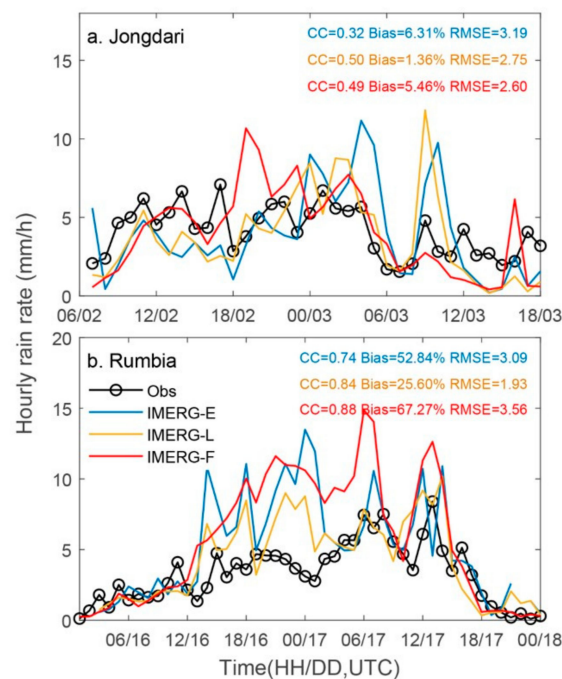 a. Jongdari
CC=0.32 Bias=6.31% RMSE=3.19
CC=0.50 Bias=1.36% RMSE=2.75
CC=0.49 Bias=5.46% RMSE=2.60
15
10
5
0
06/02 12/02 18/02 00/03 06/03 12/03 18/03
Hourly rain rate (mm/h)
20
b. Rumbia
CC=0.74 Bias=52.84% RMSE=3.09
CC=0.84 Bias=25.60% RMSE=1.93
CC=0.88 Bias=67.27% RMSE=3.56
Obs
IMERG-E
IMERG-L
IMERG-F
15
10
5
0
06/16 12/16 18/16 00/17 06/17 12/17 18/17 00/18
Time(HH/DD,UTC)